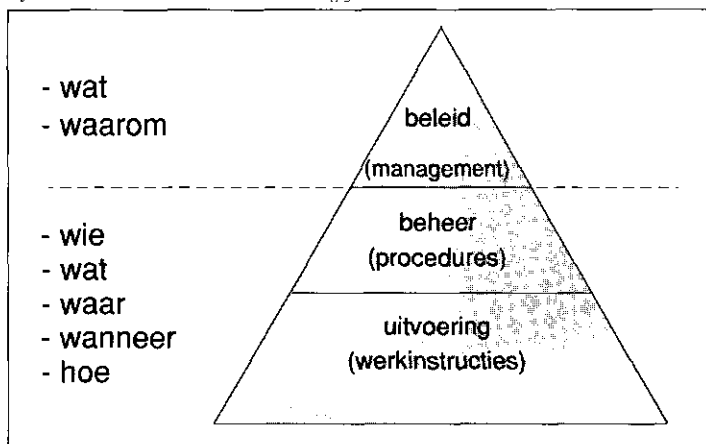 - wat
- waarom
beleid
(management)
- wie
- wat
- waar
- wanneer
- hoe
beheer
(procedures)
uitvoering
(werkinstructies)